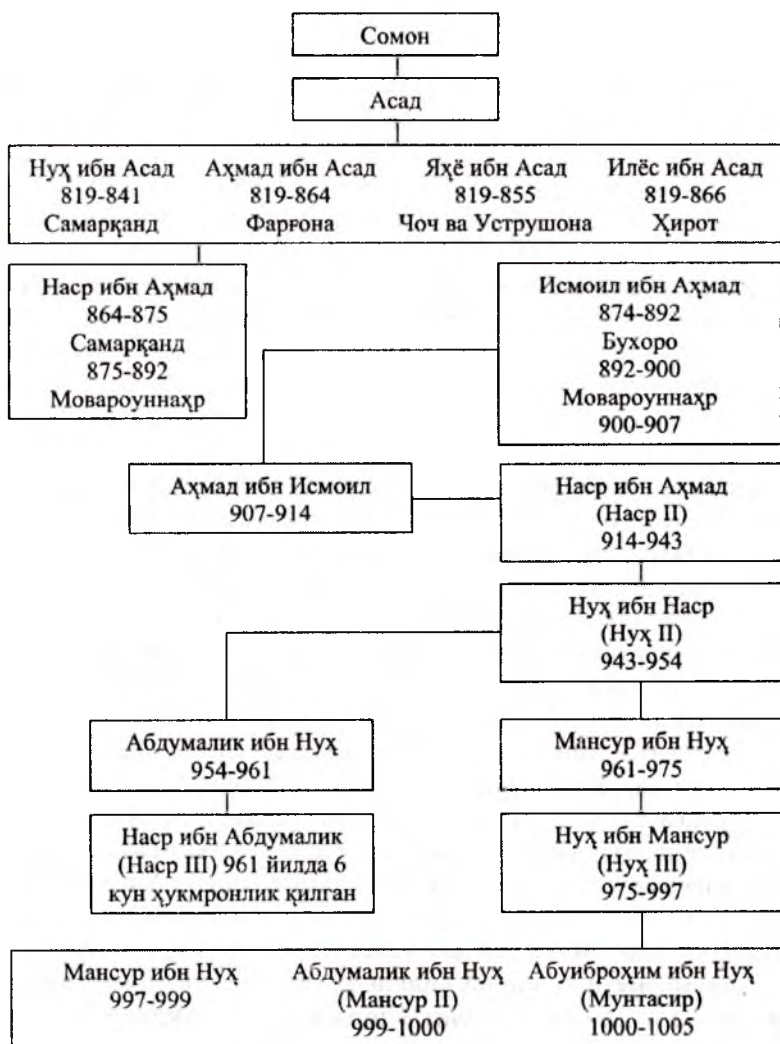 Сомон
Асад
Нуҳ ибн Асад
819-841
Самарқанд
Аҳмад ибн Асад
819-864
Фарғона
Яҳё ибн Асад
819-855
Чоч ва Уструшона
Илёс ибн Асад
819-866
Ҳирот
Наср ибн Аҳмад
864-875
Самарқанд
875-892
Мовароуннаҳр
Исмоил ибн Аҳмад
874-892
Бухоро
892-900
Мовароуннаҳр
900-907
Аҳмад ибн Исмоил
907-914
Наср ибн Аҳмад
(Наср II)
914-943
Нуҳ ибн Наср
(Нуҳ II)
943-954
Абдумалик ибн Нуҳ
954-961
Мансур ибн Нуҳ
961-975
Наср ибн Абдумалик
(Наср III) 961 йилда 6
кун ҳукмронлик қилган
Нуҳ ибн Мансур
(Нуҳ III)
975-997
Мансур ибн Нуҳ
997-999
Абдумалик ибн Нуҳ
(Мансур II)
999-1000
Абуиброҳим ибн Нуҳ
(Мунтасир)
1000-1005